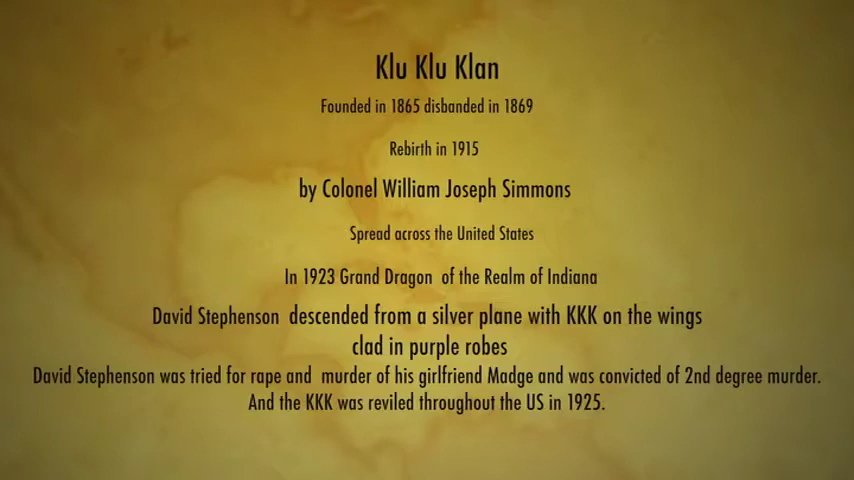 Klu Klu Klan
Founded in 1865 disbanded in 1869
Rebirth in 1915
by Colonel William Joseph Simmons
Spread across the United States
In 1923 Grand Dragon of the Realm of Indiana
David Stephenson descended from a silver plane with KKK on the wings
clad in purple robes
David Stephenson was tried for rape and murder of his girlfriend Madge and was convicted of 2nd degree murder.
And the KKK was reviled throughout the US in 1925.